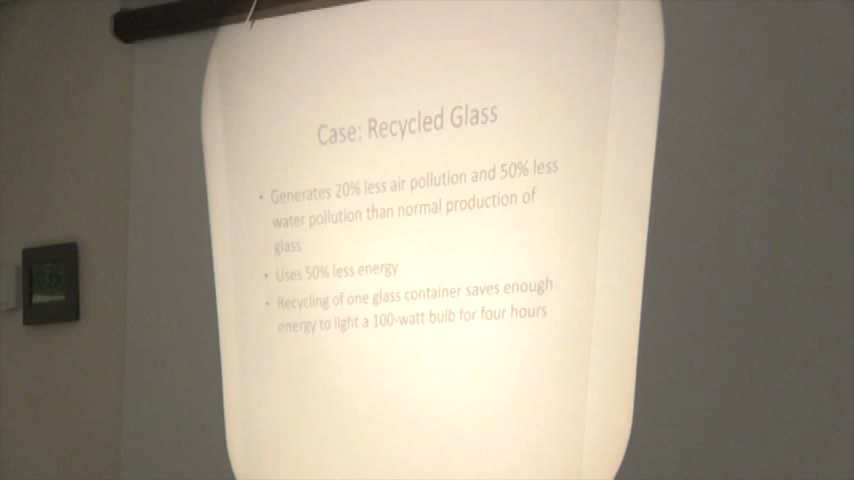 Case: Recycled Glass
• Generates 20% less air pollution and 50% less
water pollution than normal production of
glass
• Uses 50% less energy
• Recycling of one glass container saves enough
energy to light a 100-watt bulb for four hours